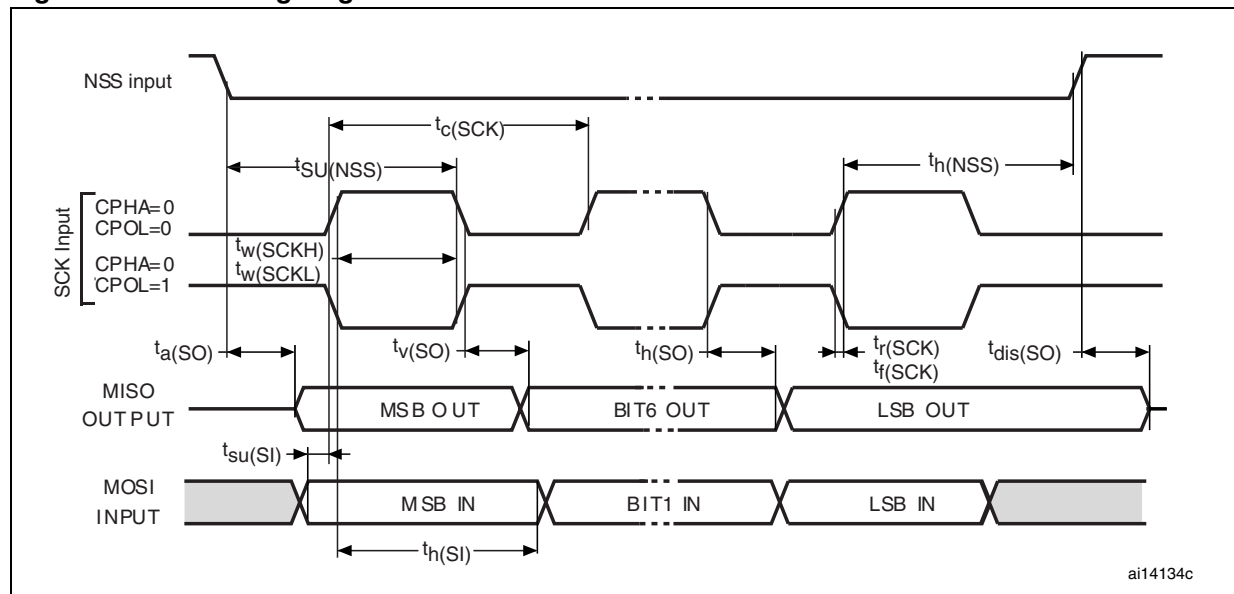 NSS input
tc(SCK)
tSU(NSS)
th(NSS)
SCK Input
CPHA=0
CPOL=0
tw(SCKH)
CPHA=0
tw(SCKL)
CPOL=1
ta(SO)
tv(SO)
th(SO)
tr(SCK)
tf(SCK)
tdis(SO)
MISO
OUTPUT
MSB OUT
BIT6 OUT
LSB OUT
tsu(SI)
MOSI
INPUT
MSB IN
BIT1 IN
LSB IN
th(SI)
ai14134c